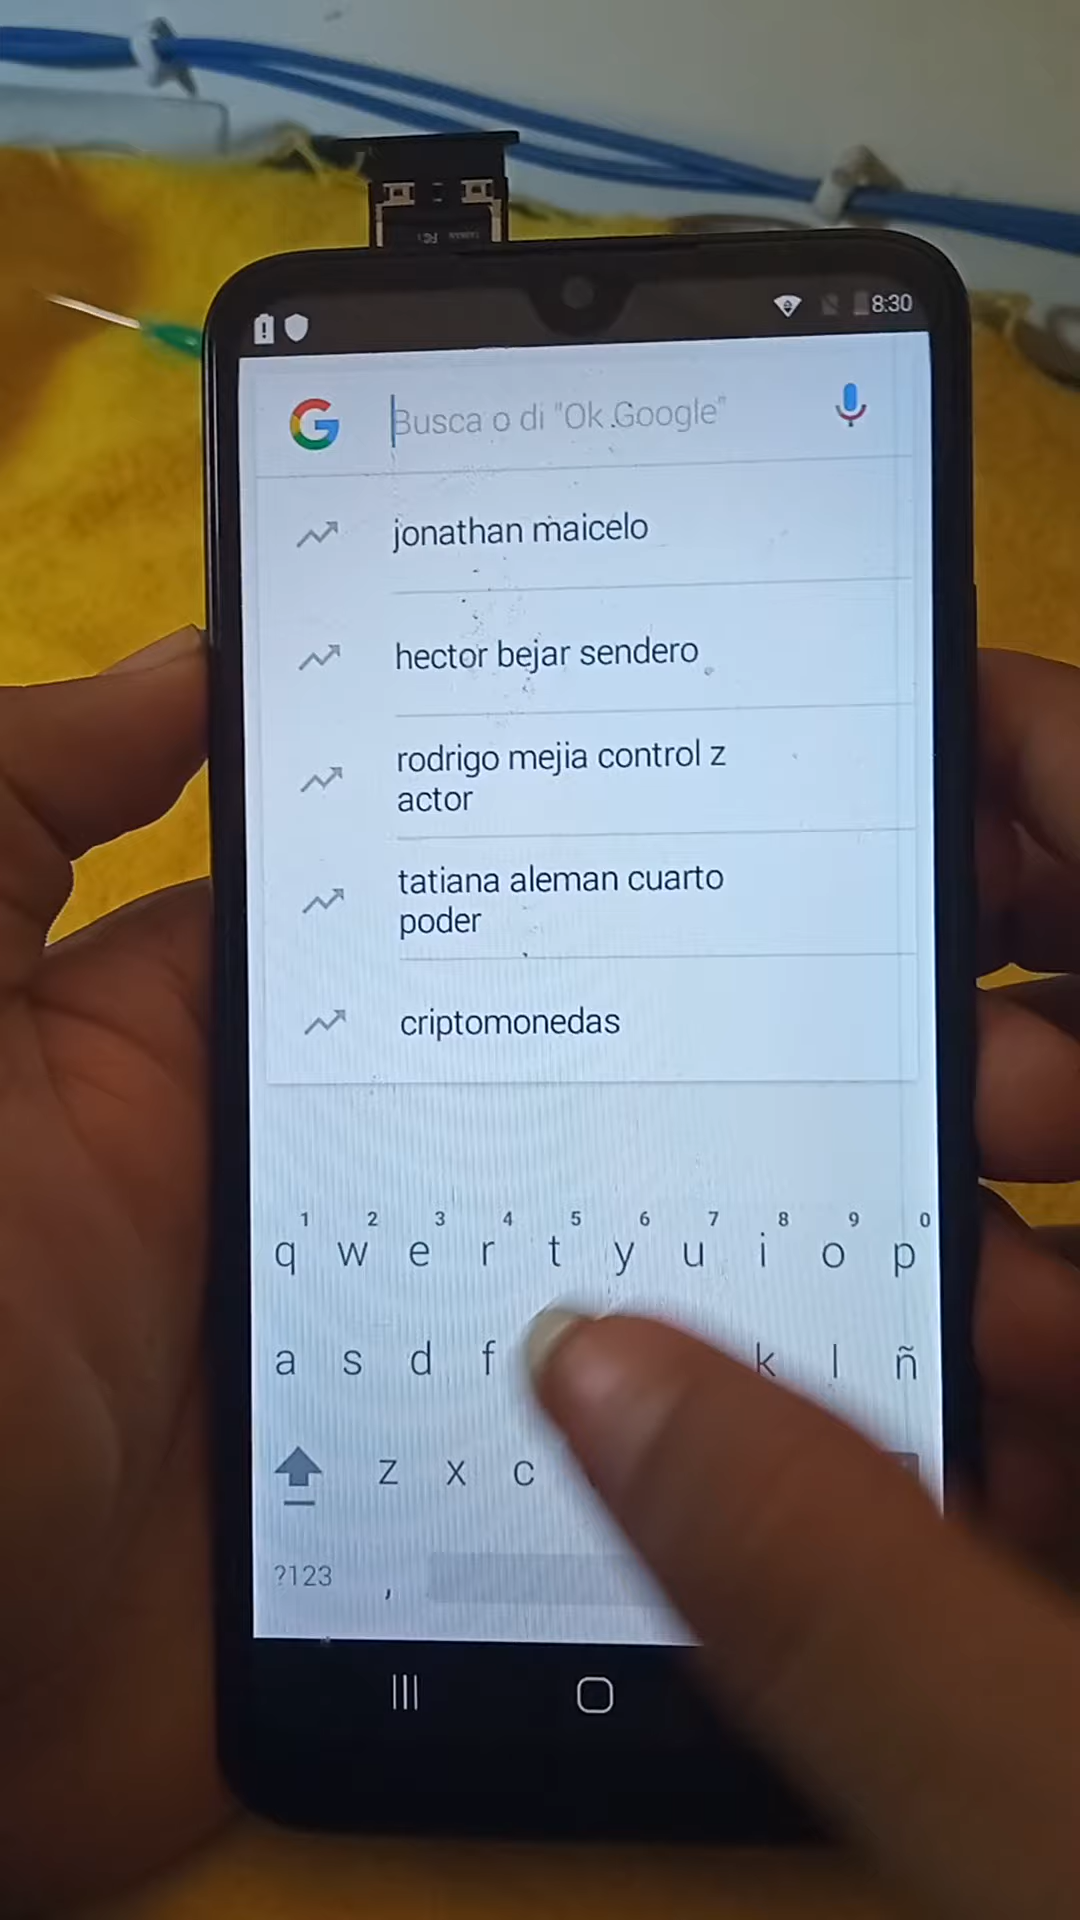 8:30
Busca o di "Ok Google"
jonathan maicelo
hector bejar sendero
rodrigo mejia control z
actor
tatiana aleman cuarto
poder
criptomonedas
1 2 3 4 5 6 7 8 9 0
q w e r t y u i o p
a s d f k l ñ
z x c
?123 ,